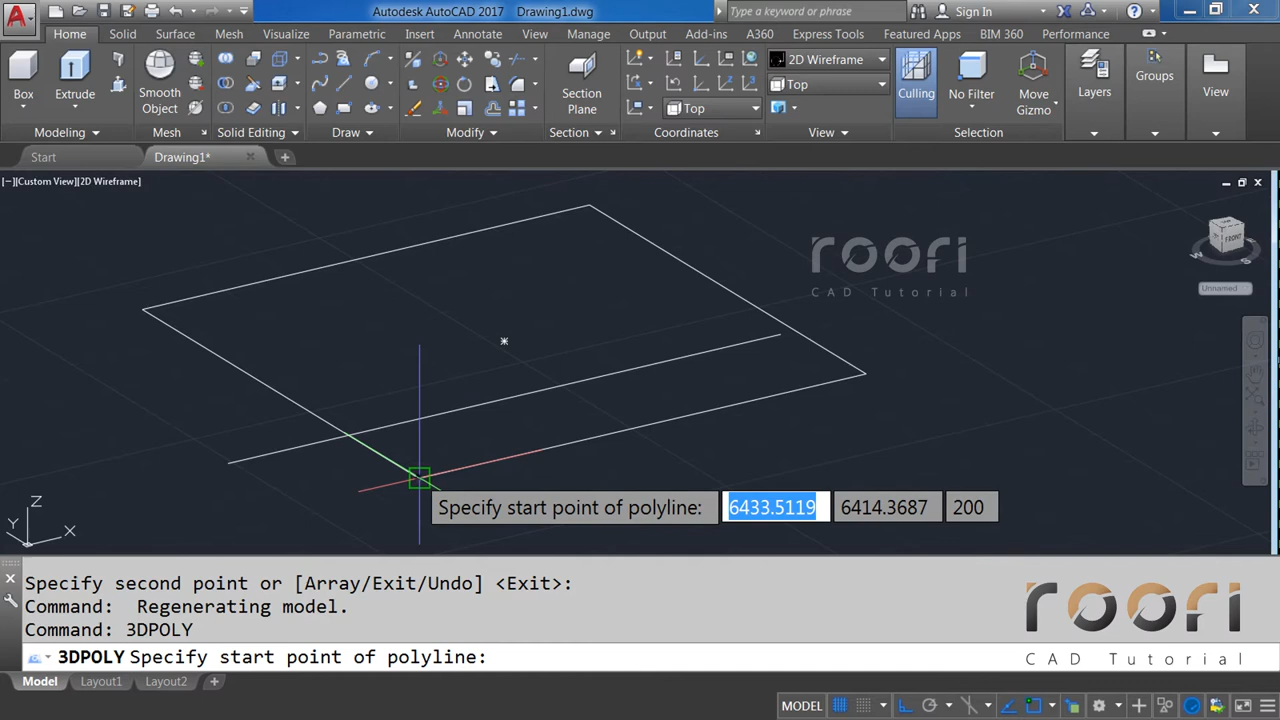 Autodesk AutoCAD 2017 Drawing1.dwg
Type a keyword or phrase
Sign In
Home Solid Surface Mesh Visualize Parametric Insert Annotate View Manage Output Add-ins A360 Express Tools Featured Apps BIM 360 Performance
Box
Extrude
Smooth Object
Section Plane
2D Wireframe
Top
Top
Culling
No Filter
Move Gizmo
Layers
Groups
View
Modeling Mesh Solid Editing Draw Modify Section Coordinates View Selection
Start Drawing1* +
[−][Custom View][2D Wireframe]
roori
CAD Tutorial
FRONT
W S
Unnamed
Specify start point of polyline: 6433.5119 6414.3687 200
Z
Y X
Specify second point or [Array/Exit/Undo] <Exit>:
Command:  Regenerating model.
Command: 3DPOLY
3DPOLY Specify start point of polyline:
roori
CAD Tutorial
Model Layout1 Layout2 +
MODEL